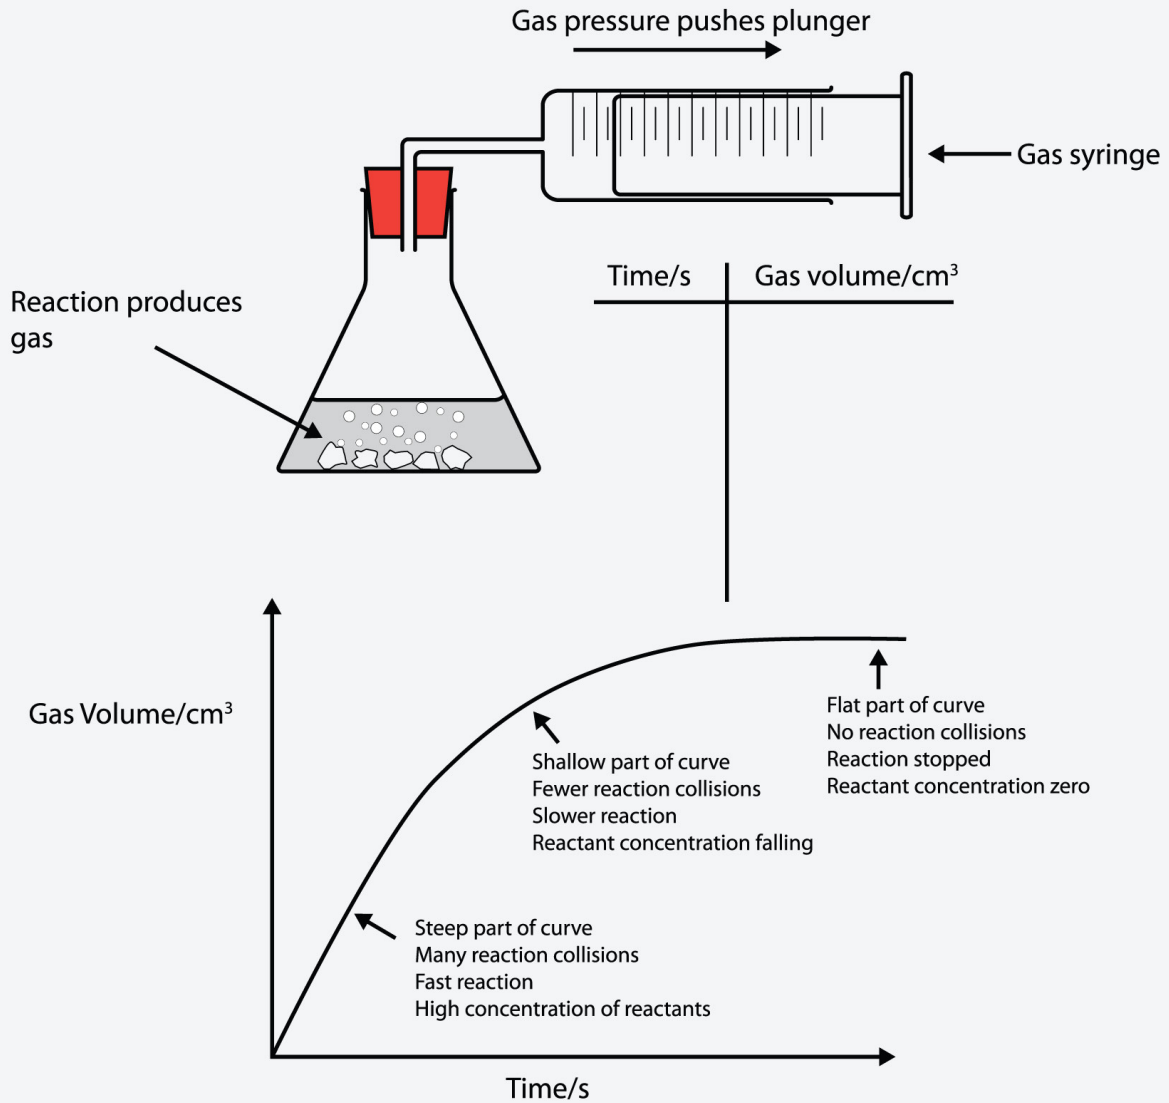 Gas pressure pushes plunger
Gas syringe
Time/s
Gas volume/cm³
Reaction produces
gas
Gas Volume/cm³
Flat part of curve
No reaction collisions
Reaction stopped
Reactant concentration zero
Shallow part of curve
Fewer reaction collisions
Slower reaction
Reactant concentration falling
Steep part of curve
Many reaction collisions
Fast reaction
High concentration of reactants
Time/s